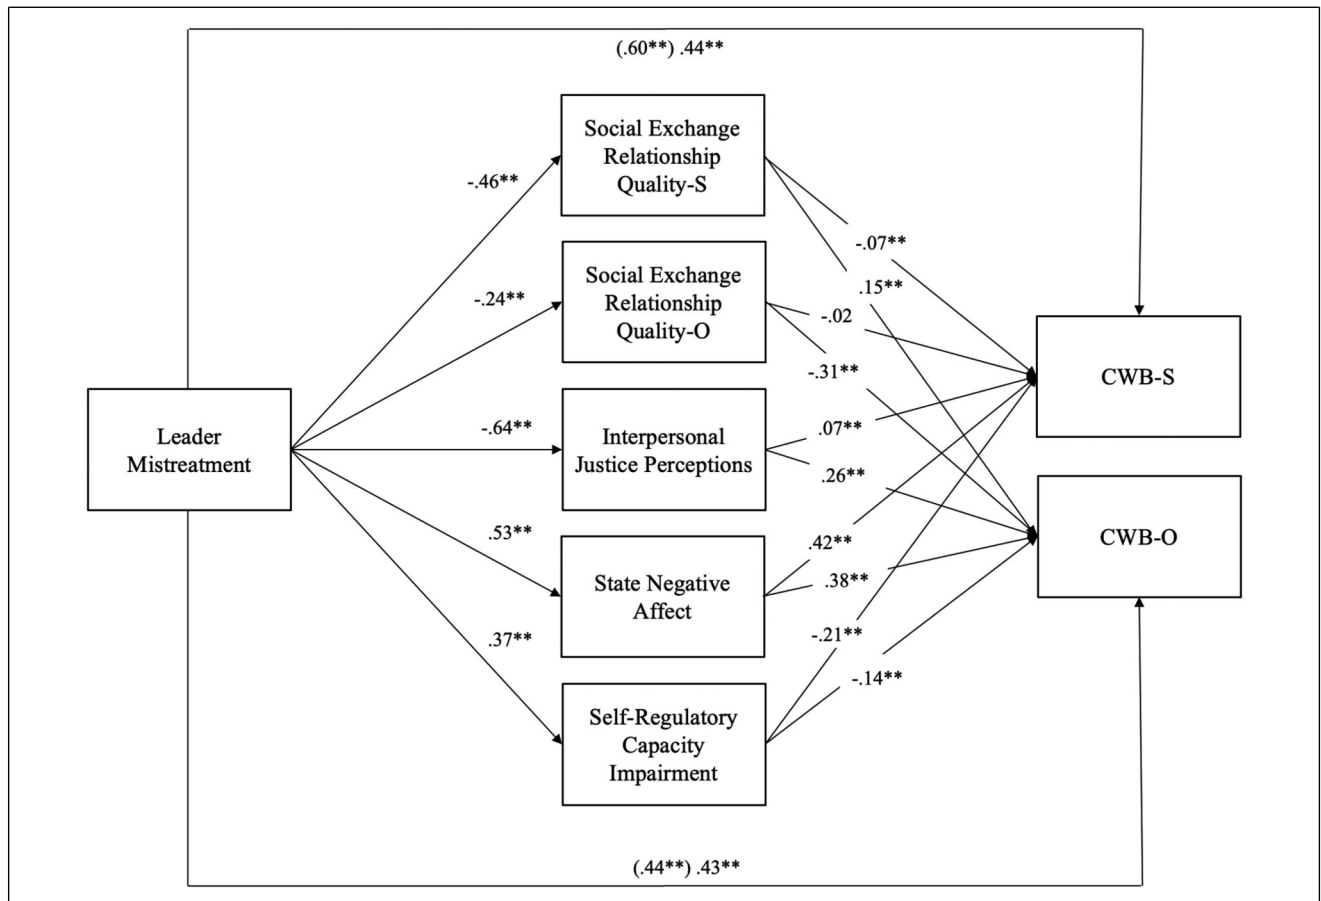 (.60**) .44**
Social Exchange
Relationship
Quality-S
-.46**
-.07**
.15**
Social Exchange
Relationship
Quality-O
-.24**
-.02
-.31**
CWB-S
Leader
Mistreatment
-.64**
Interpersonal
Justice Perceptions
.07**
.26**
.53**
State Negative
Affect
.42**
.38**
CWB-O
.37**
-.21**
-.14**
Self-Regulatory
Capacity
Impairment
(.44**) .43**